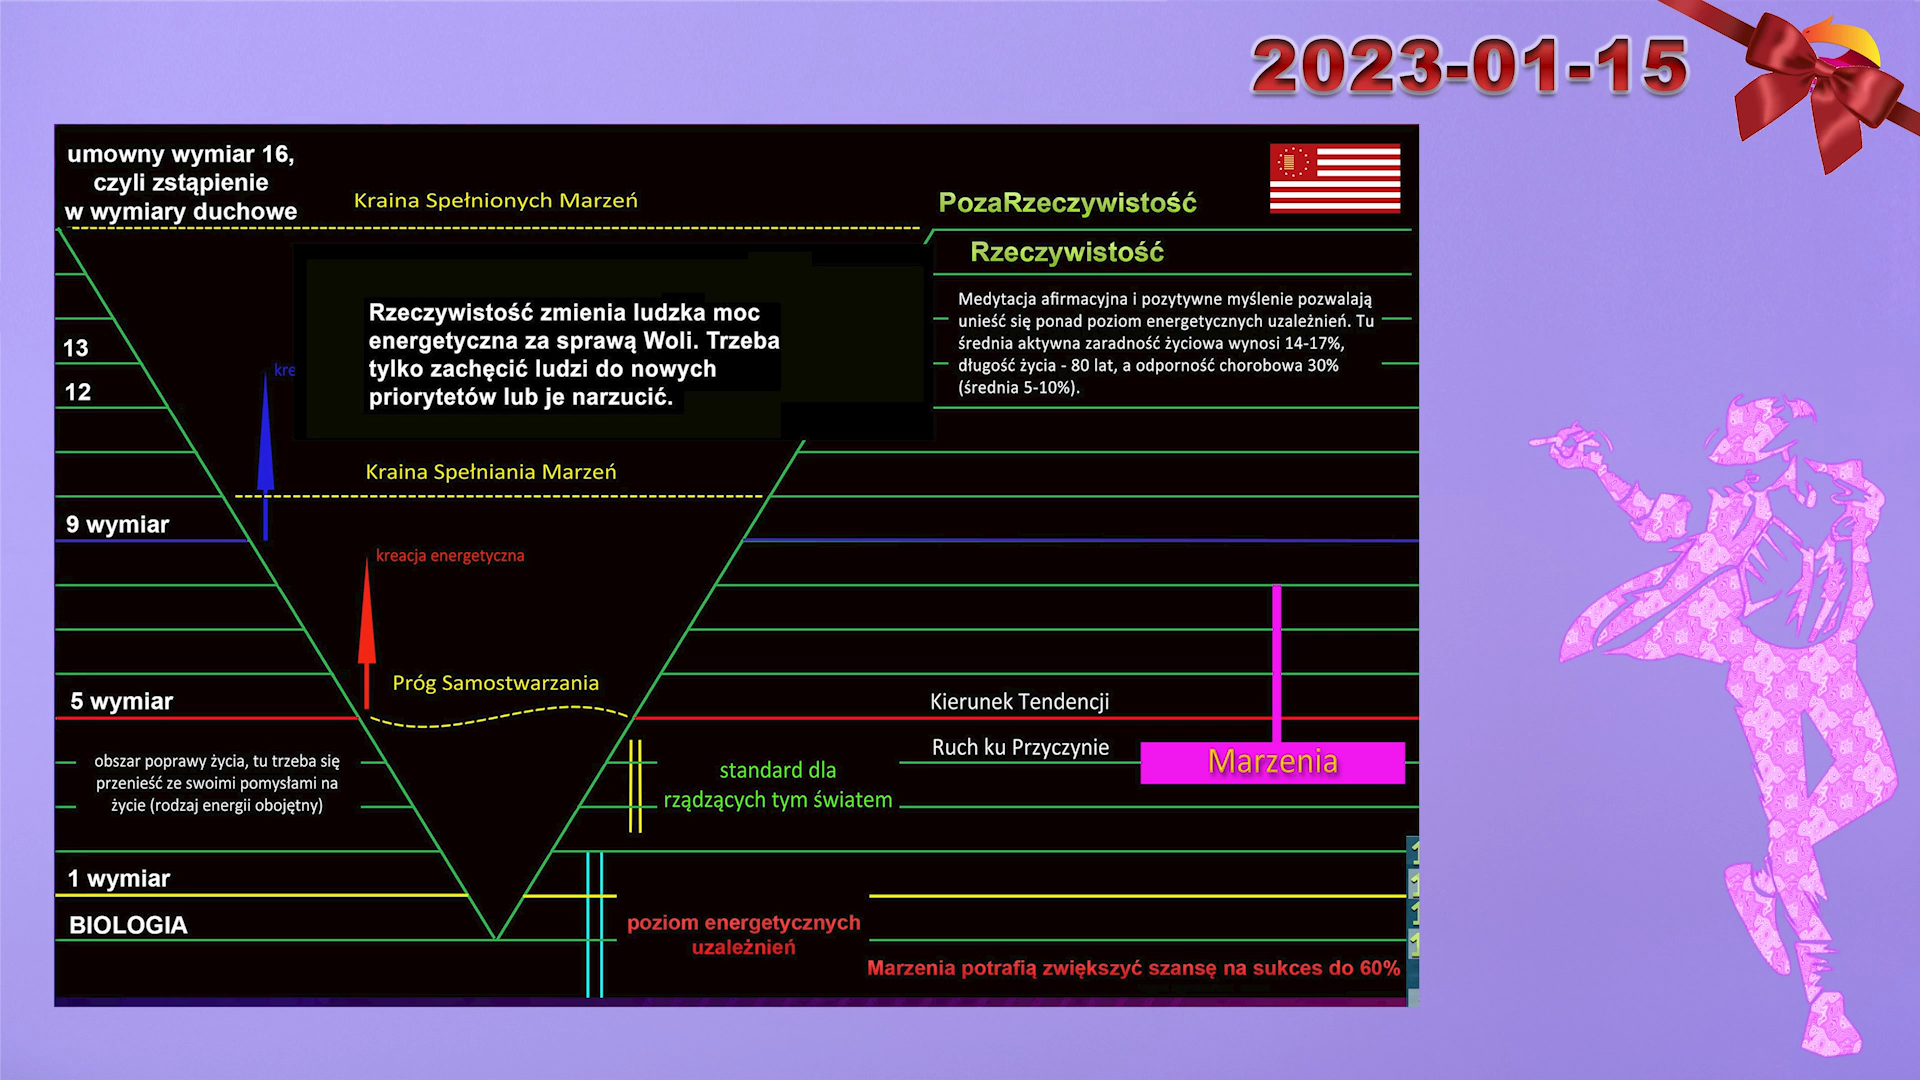 2023-01-15
umowny wymiar 16,
czyli zstąpienie
w wymiary duchowe
Kraina Spełnionych Marzeń
PozaRzeczywistość
Rzeczywistość
Medytacja afirmacyjna i pozytywne myślenie pozwalają
unieść się ponad poziom energetycznych uzależnień. Tu
średnia aktywna zaradność życiowa wynosi 14-17%,
długość życia - 80 lat, a odporność chorobowa 30%
(średnia 5-10%).
Rzeczywistość zmienia ludzka moc
energetyczna za sprawą Woli. Trzeba
tylko zachęcić ludzi do nowych
priorytetów lub je narzucić.
13
kre
12
Kraina Spełniania Marzeń
9 wymiar
kreacja energetyczna
Próg Samostwarzania
5 wymiar
Kierunek Tendencji
Ruch ku Przyczynie
Marzenia
obszar poprawy życia, tu trzeba się
przenieść ze swoimi pomysłami na
życie (rodzaj energii obojętny)
standard dla
rządzących tym światem
1 wymiar
BIOLOGIA
poziom energetycznych
uzależnień
Marzenia potrafią zwiększyć szansę na sukces do 60%
1
1
1
1